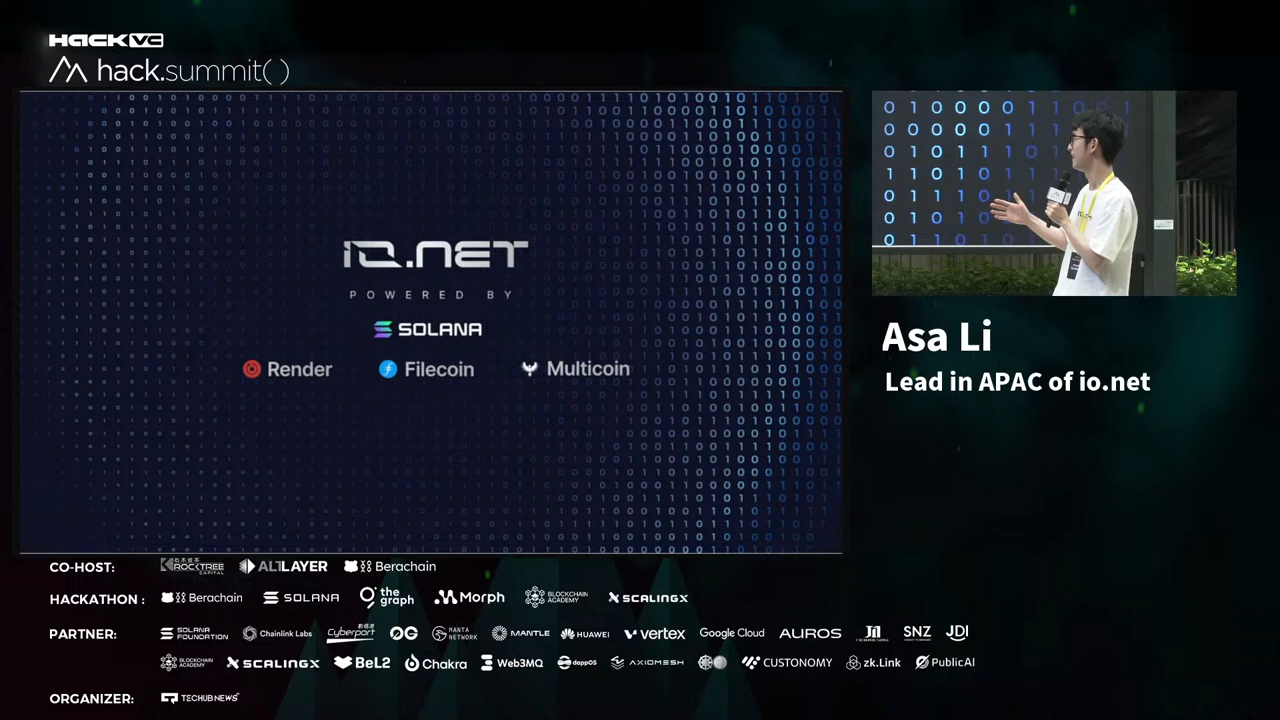 HACK VC
hack.summit()
IO.NET
POWERED BY
SOLANA
Render
Filecoin
Multicoin
Asa Li
Lead in APAC of io.net
CO-HOST:
ROCKTREE CAPITAL
ALTLAYER
Berachain
HACKATHON :
Berachain
SOLANA
the graph
Morph
BLOCKCHAIN ACADEMY
SCALINGX
PARTNER:
SOLANA FOUNDATION
Chainlink Labs
Cyberport
0G
MANTA NETWORK
MANTLE
HUAWEI
vertex
Google Cloud
AUROS
SNZ
JDI
BLOCKCHAIN ACADEMY
SCALINGX
BeL2
Chakra
Web3MQ
dappOS
AXIOMESH
CUSTONOMY
zk.Link
PublicAI
ORGANIZER:
TECHUB NEWS